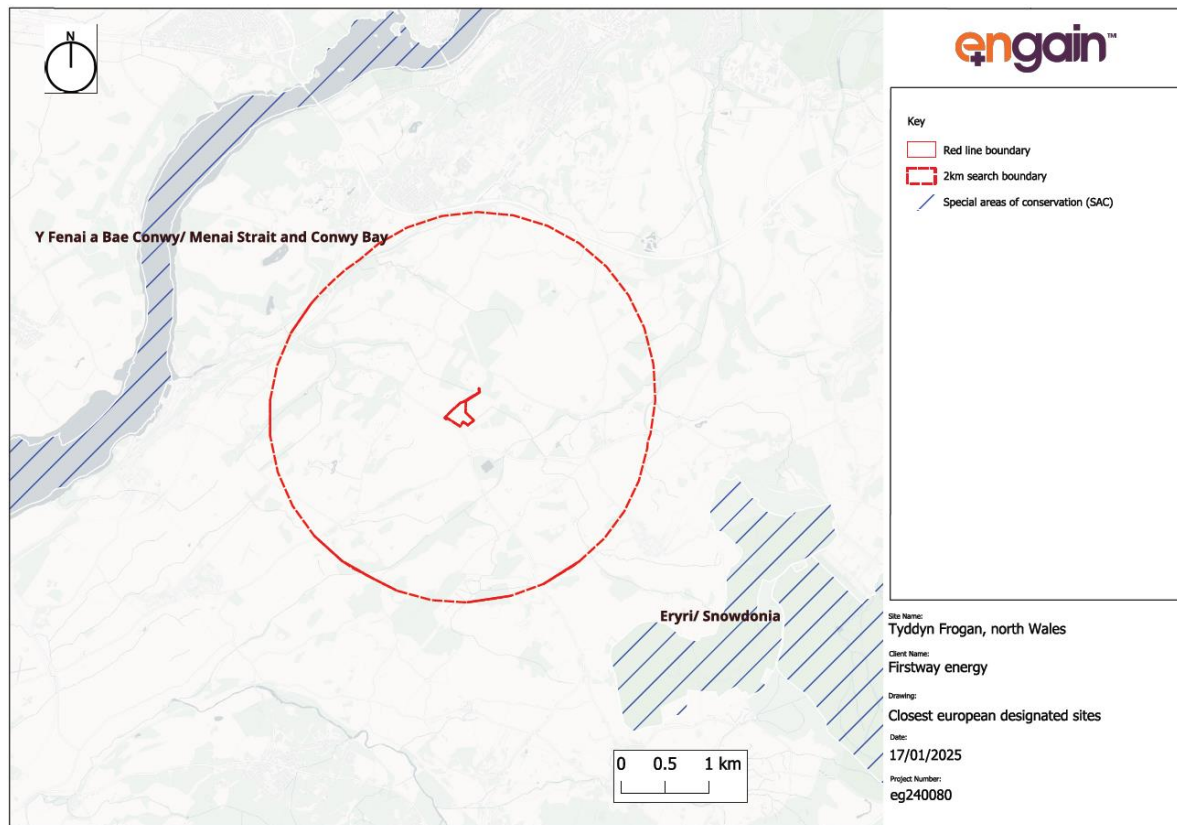 N
engain™
Key
Red line boundary
2km search boundary
Special areas of conservation (SAC)
Y Fenai a Bae Conwy/ Menai Strait and Conwy Bay
Eryri/ Snowdonia
0 0.5 1 km
Site Name:
Tyddyn Frogan, north Wales
Client Name:
Firstway energy
Drawing:
Closest european designated sites
Date:
17/01/2025
Project Number:
eg240080